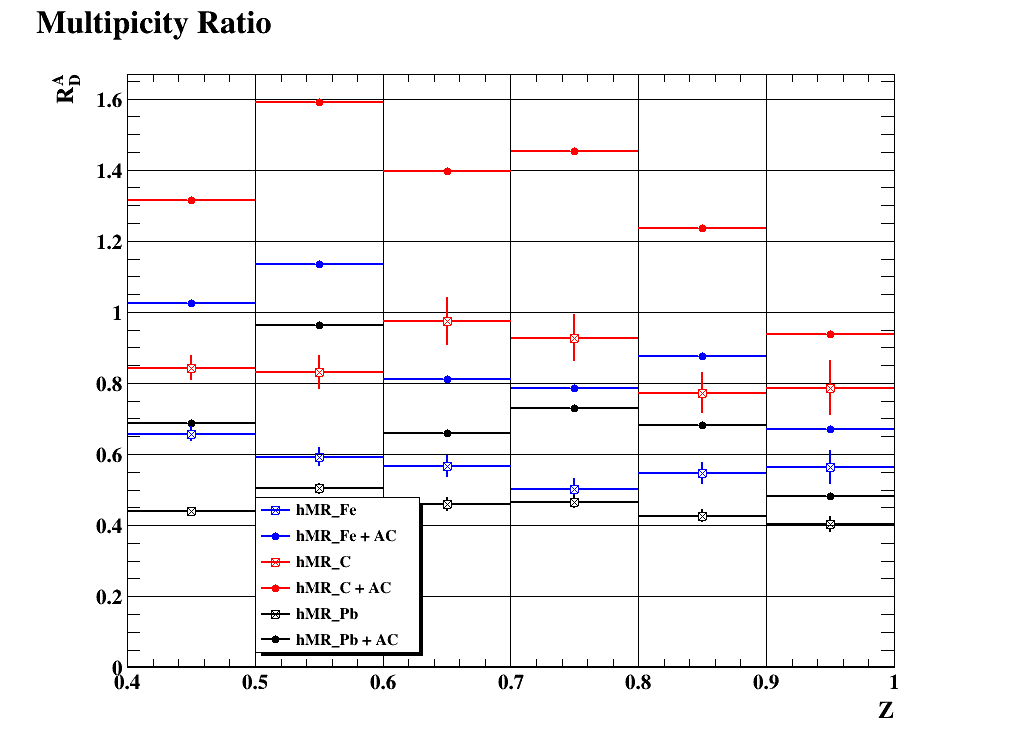 Multipicity Ratio
R_D^A
1.6
1.4
1.2
1
0.8
0.6
0.4
0.2
0
hMR_Fe
hMR_Fe + AC
hMR_C
hMR_C + AC
hMR_Pb
hMR_Pb + AC
0.4 0.5 0.6 0.7 0.8 0.9 1
Z